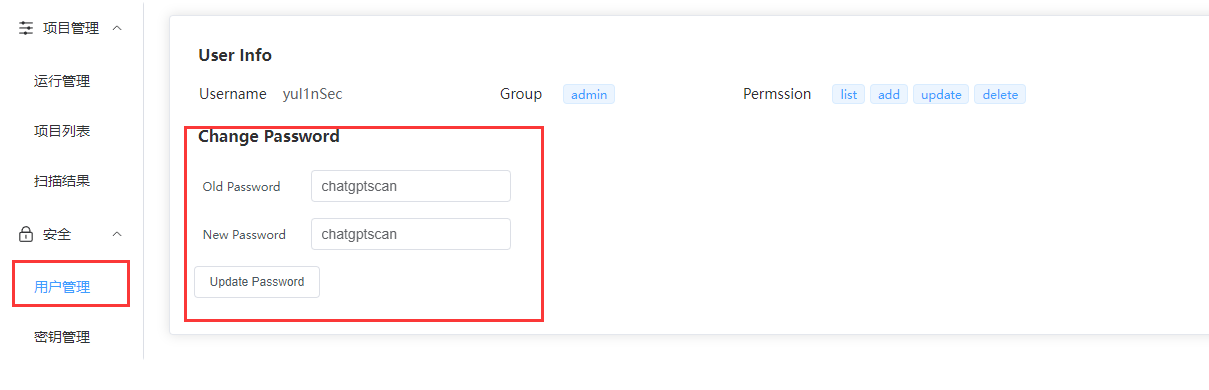 项目管理
运行管理
项目列表
扫描结果
安全
用户管理
密钥管理
User Info
Username yul1nSec Group admin Permssion list add update delete
Change Password
Old Password chatgptscan
New Password chatgptscan
Update Password